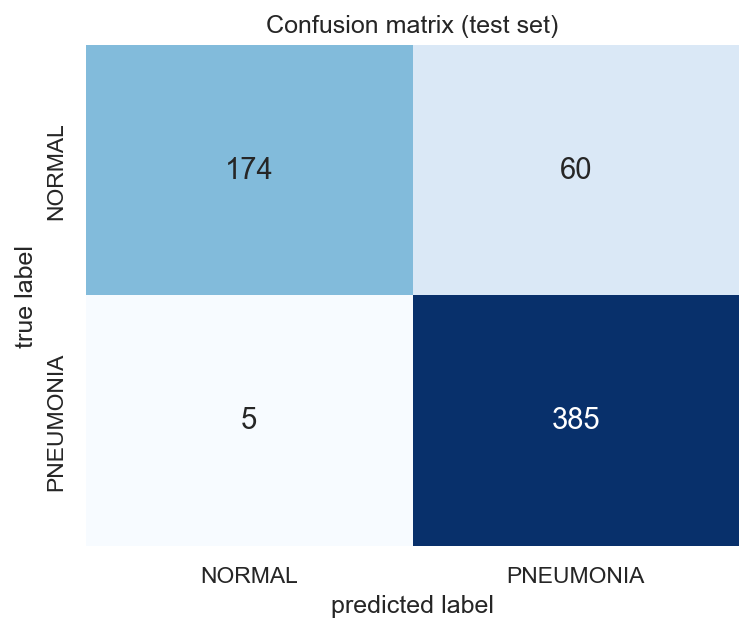 Confusion matrix (test set)
true label
NORMAL
174
60
PNEUMONIA
5
385
NORMAL
PNEUMONIA
predicted label